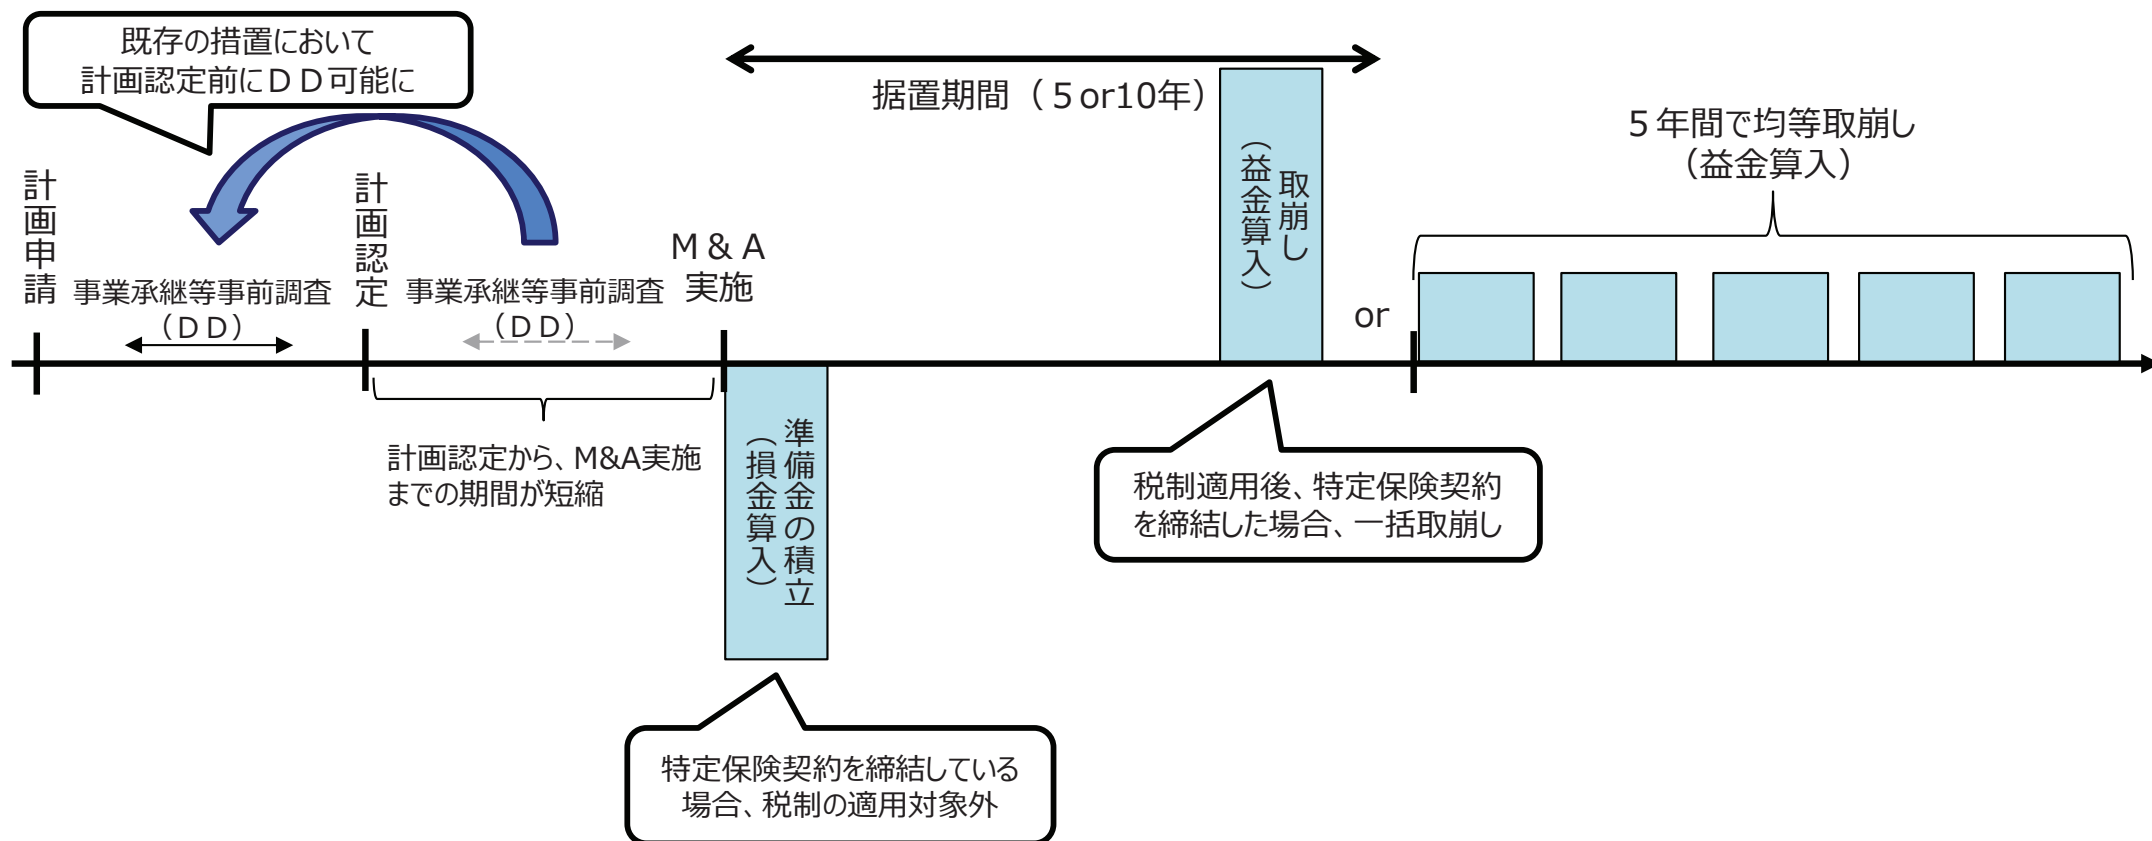 既存の措置において
計画認定前にＤＤ可能に
計画申請
事業承継等事前調査
（ＤＤ）
計画認定
事業承継等事前調査
（ＤＤ）
Ｍ＆Ａ
実施
据置期間（５or10年）
取崩し
（益金算入）
or
５年間で均等取崩し
（益金算入）
計画認定から、M&A実施
までの期間が短縮
準備金の積立
（損金算入）
税制適用後、特定保険契約
を締結した場合、一括取崩し
特定保険契約を締結している
場合、税制の適用対象外